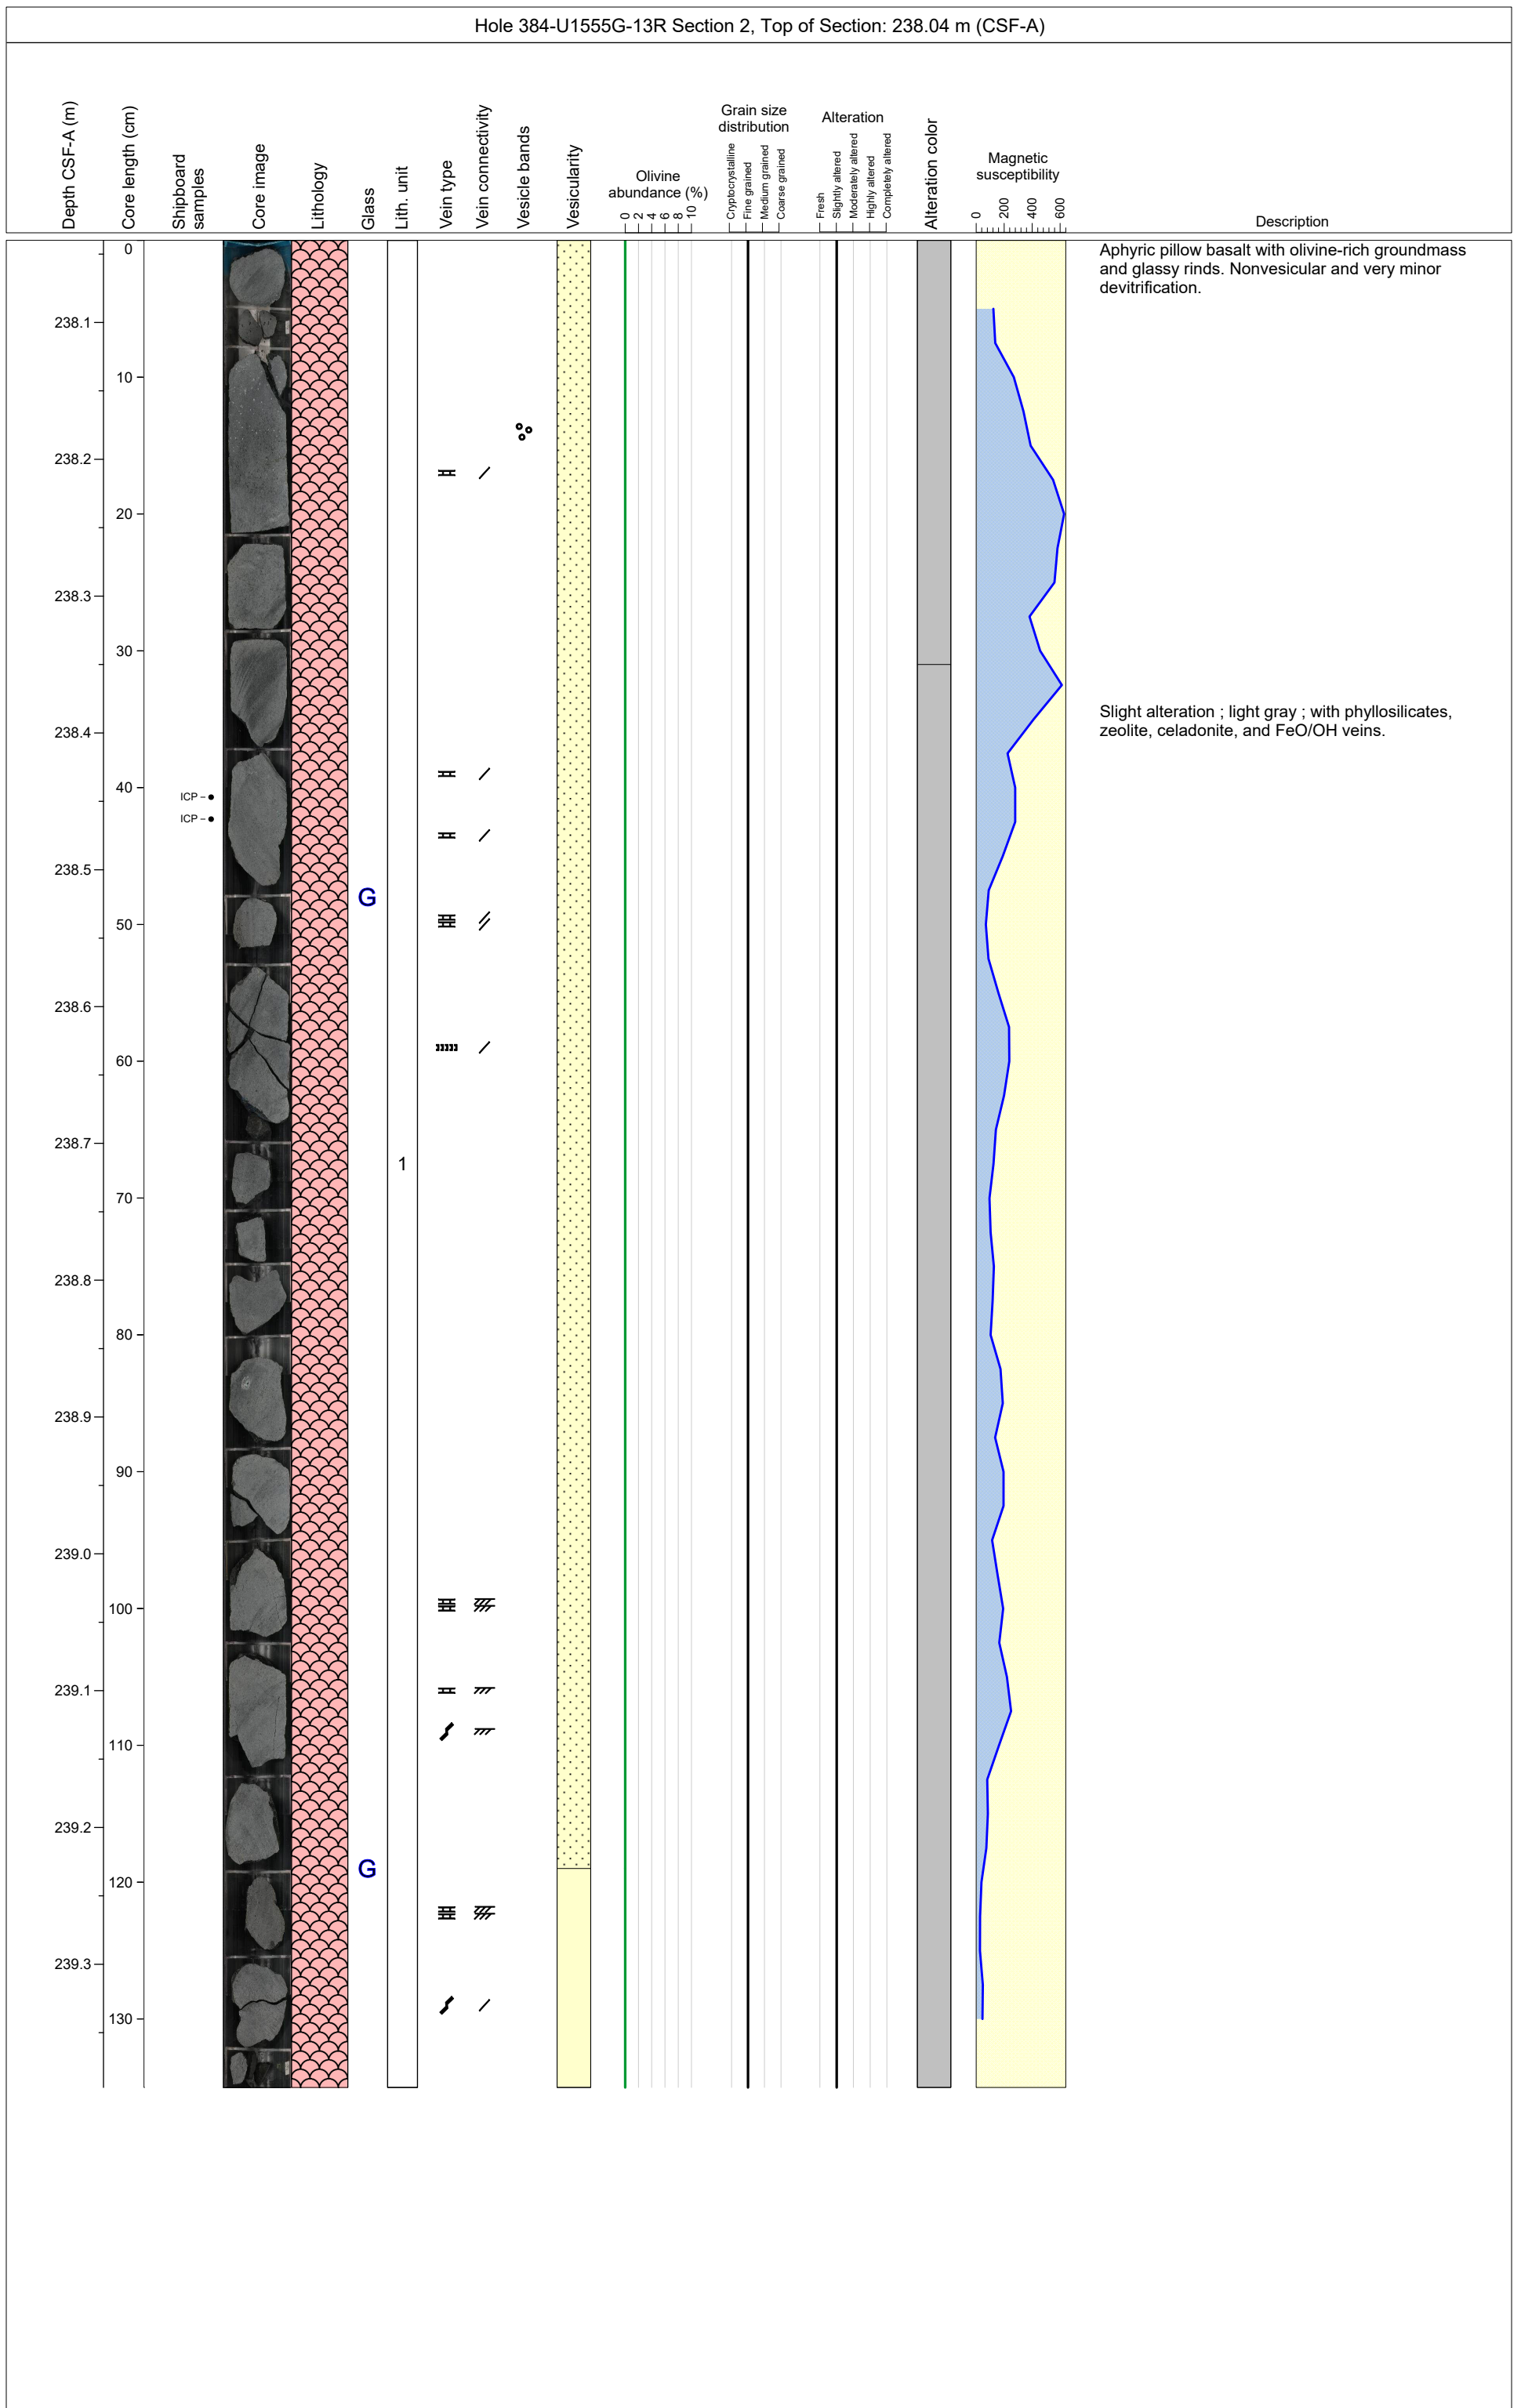 Hole 384-U1555G-13R Section 2, Top of Section: 238.04 m (CSF-A)
Depth CSF-A (m)
Core length (cm)
Shipboard
samples
Core image
Lithology
Glass
Lith. unit
Vein type
Vein connectivity
Vesicle bands
Vesicularity
Olivine
abundance (%)
0 2 4 6 8 10
Grain size
distribution
Cryptocrystalline
Fine grained
Medium grained
Coarse grained
Alteration
Fresh
Slightly altered
Moderately altered
Highly altered
Completely altered
Alteration color
Magnetic
susceptibility
0 200 400 600
Description
0
Aphyric pillow basalt with olivine-rich groundmass
and glassy rinds. Nonvesicular and very minor
devitrification.
238.1
10
238.2
20
238.3
30
Slight alteration ; light gray ; with phyllosilicates,
zeolite, celadonite, and FeO/OH veins.
238.4
40
ICP
ICP
238.5
G
50
238.6
60
238.7
1
70
238.8
80
238.9
90
239.0
100
239.1
110
239.2
G
120
239.3
130